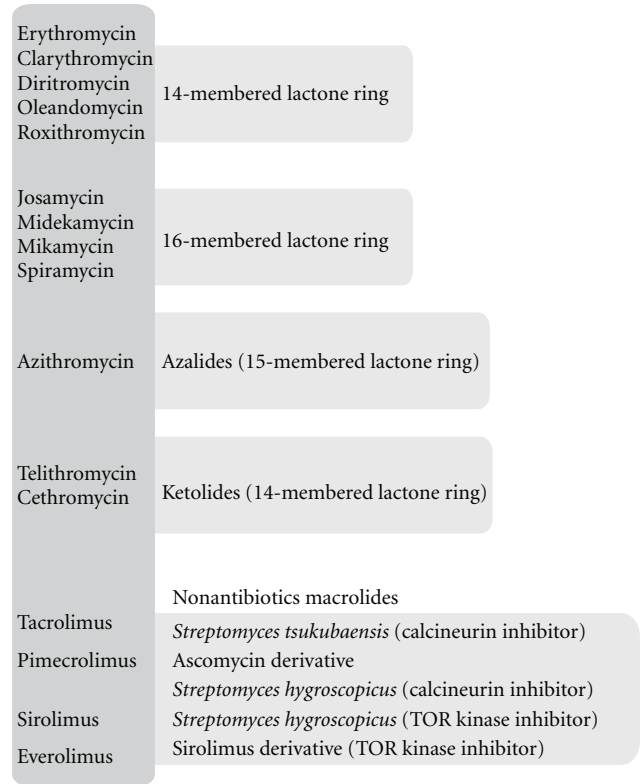 Erythromycin
Clarythromycin
Diritromycin
Oleandomycin
Roxithromycin
14-membered lactone ring
Josamycin
Midekamycin
Mikamycin
Spiramycin
16-membered lactone ring
Azithromycin
Azalides (15-membered lactone ring)
Telithromycin
Cethromycin
Ketolides (14-membered lactone ring)
Nonantibiotics macrolides
Tacrolimus
Streptomyces tsukubaensis (calcineurin inhibitor)
Pimecrolimus
Ascomycin derivative
Streptomyces hygroscopicus (calcineurin inhibitor)
Sirolimus
Streptomyces hygroscopicus (TOR kinase inhibitor)
Everolimus
Sirolimus derivative (TOR kinase inhibitor)